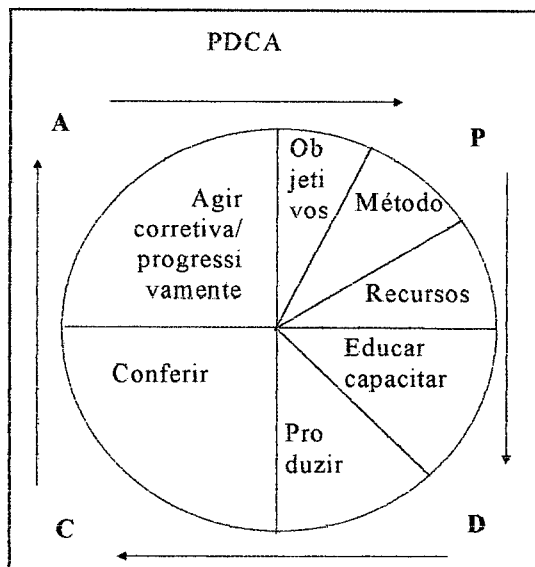 PDCA
A
P
Ob
jeti
vos
Método
Agir
corretiva/
progressi
vamente
Recursos
Educar
capacitar
Conferir
Pro
duzir
C
D